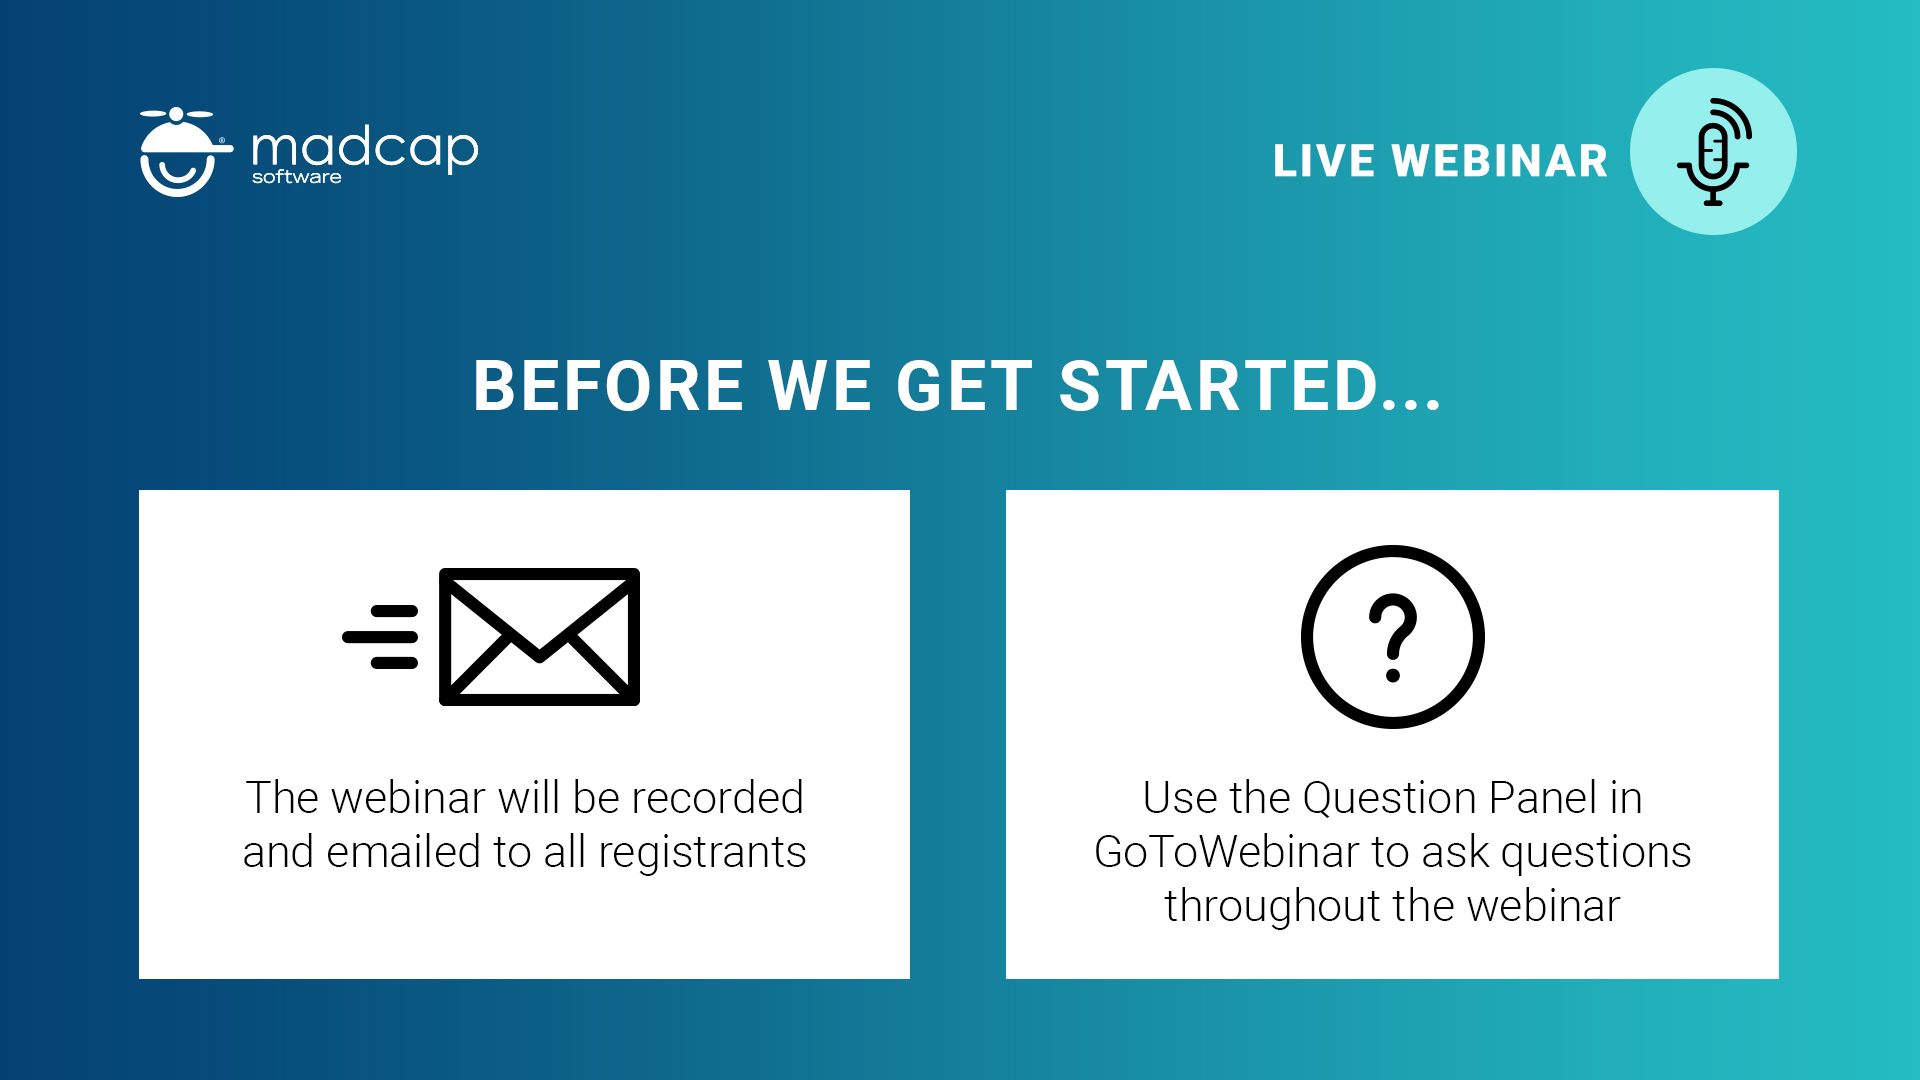 madcap
software
®
LIVE WEBINAR
BEFORE WE GET STARTED...
The webinar will be recorded
and emailed to all registrants
?
Use the Question Panel in
GoToWebinar to ask questions
throughout the webinar